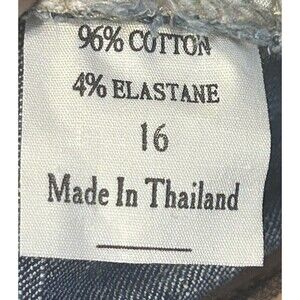 96% COTTON
4% ELASTANE
16
Made In Thailand